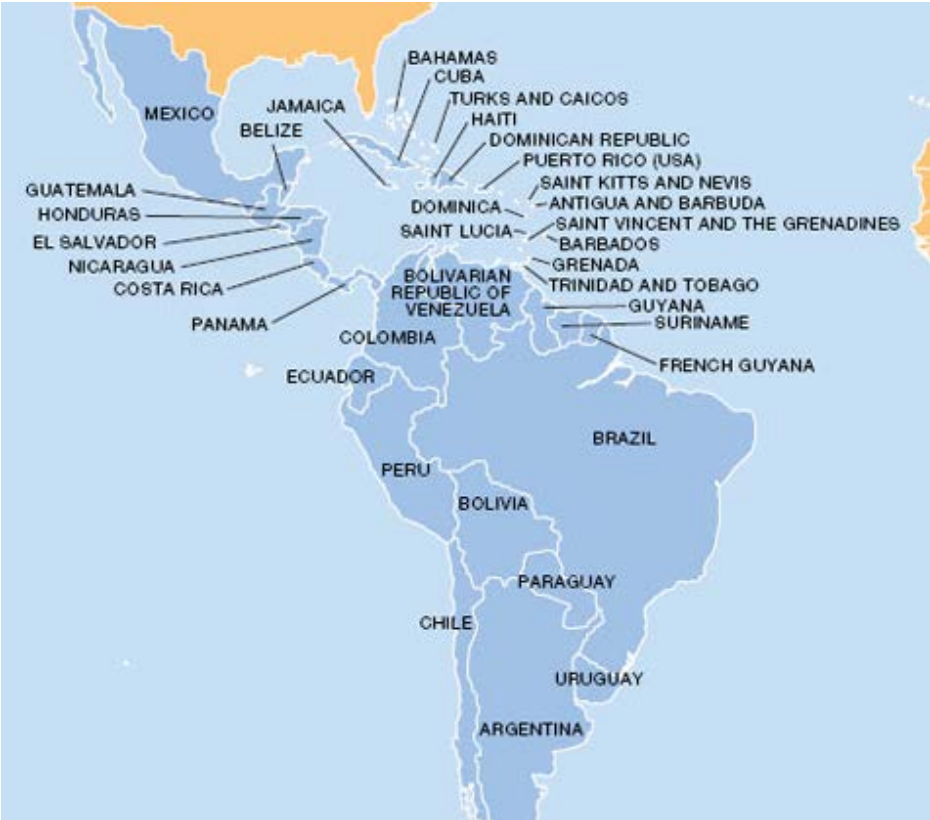 BAHAMAS
CUBA
TURKS AND CAICOS
JAMAICA
MEXICO
HAITI
BELIZE
DOMINICAN REPUBLIC
PUERTO RICO (USA)
SAINT KITTS AND NEVIS
GUATEMALA
ANTIGUA AND BARBUDA
DOMINICA
HONDURAS
SAINT VINCENT AND THE GRENADINES
SAINT LUCIA
EL SALVADOR
BARBADOS
NICARAGUA
GRENADA
BOLIVARIAN
REPUBLIC OF
VENEZUELA
COSTA RICA
TRINIDAD AND TOBAGO
GUYANA
PANAMA
SURINAME
COLOMBIA
FRENCH GUYANA
ECUADOR
BRAZIL
PERU
BOLIVIA
PARAGUAY
CHILE
URUGUAY
ARGENTINA